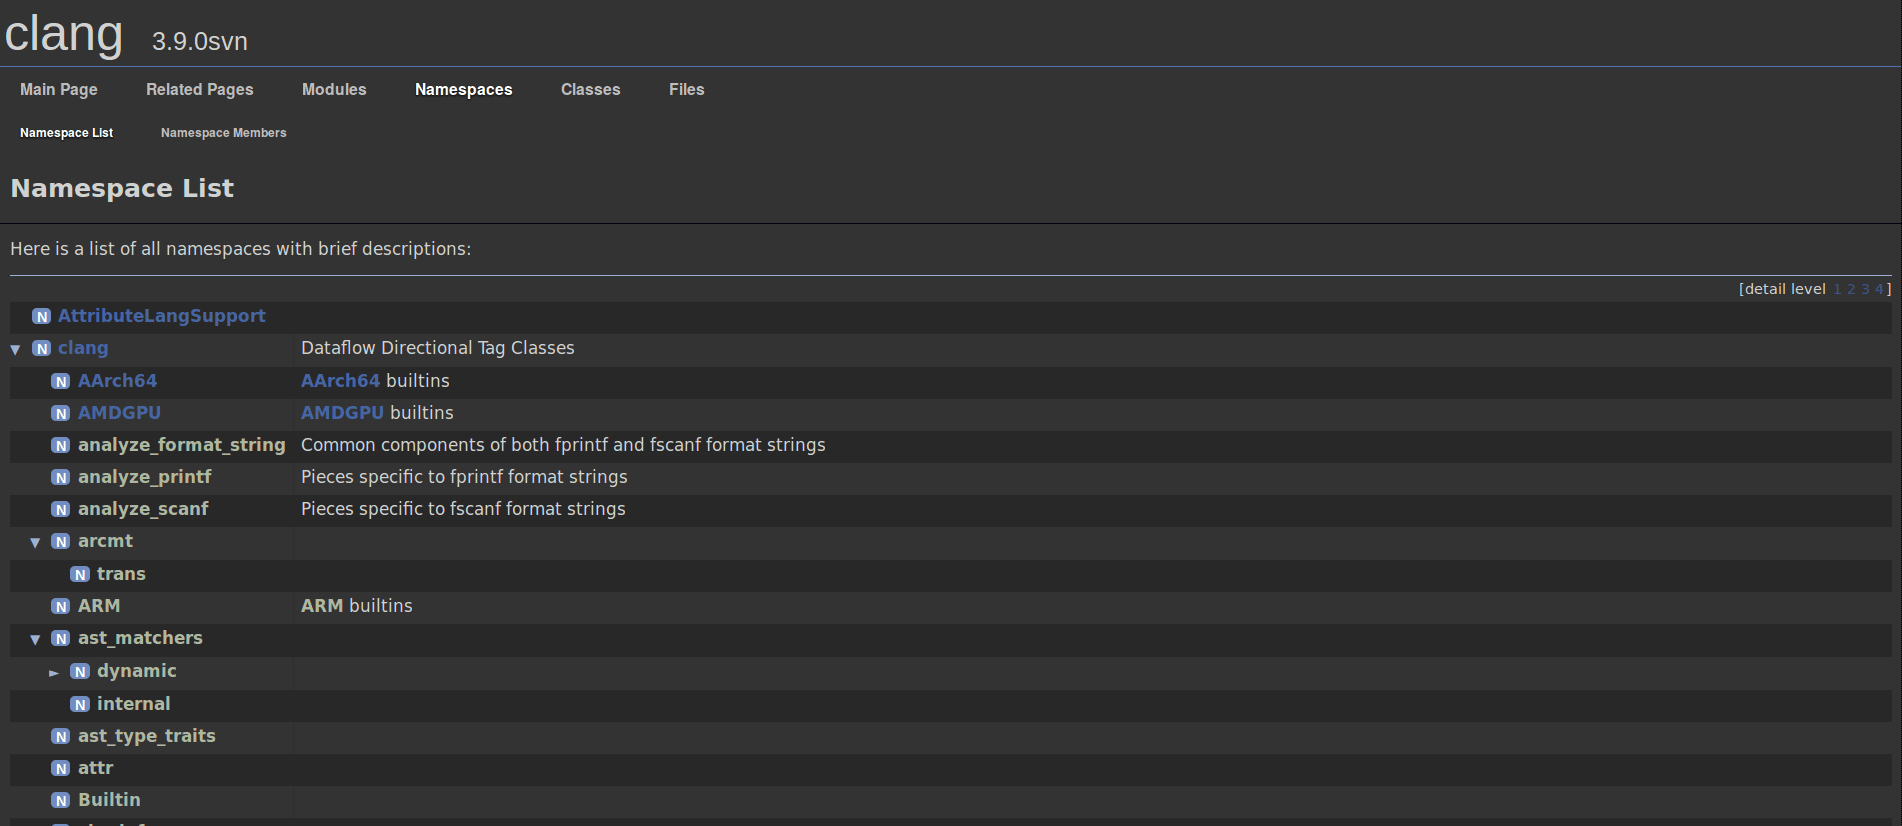 clang 3.9.0svn
Main Page Related Pages Modules Namespaces Classes Files
Namespace List Namespace Members
Namespace List
Here is a list of all namespaces with brief descriptions:
[detail level 1 2 3 4]
N AttributeLangSupport
▼ N clang Dataflow Directional Tag Classes
N AArch64 AArch64 builtins
N AMDGPU AMDGPU builtins
N analyze_format_string Common components of both fprintf and fscanf format strings
N analyze_printf Pieces specific to fprintf format strings
N analyze_scanf Pieces specific to fscanf format strings
▼ N arcmt
N trans
N ARM ARM builtins
▼ N ast_matchers
► N dynamic
N internal
N ast_type_traits
N attr
N Builtin